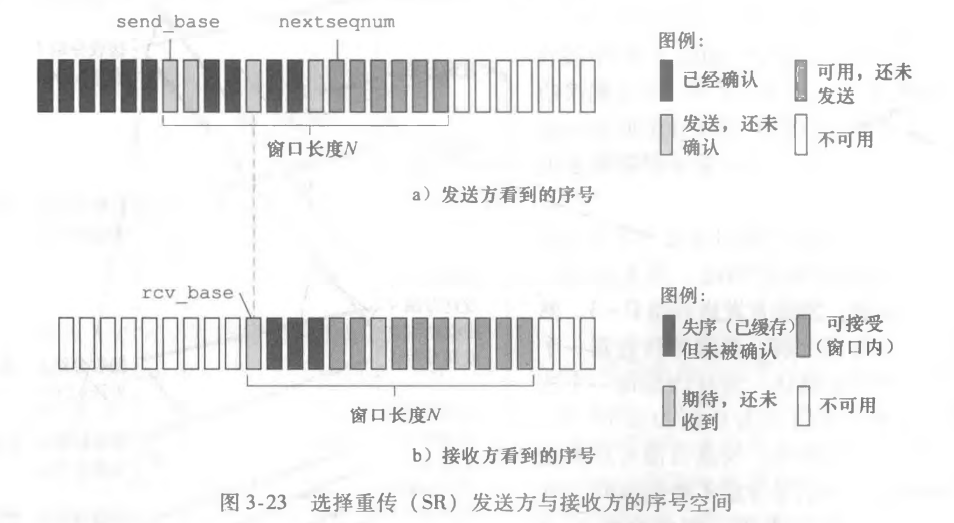 send_base nextseqnum
图例:
已经确认
可用，还未
发送
发送，还未
确认
不可用
窗口长度N
a）发送方看到的序号
rcv_base
图例:
失序（已缓存）
但未被确认
可接受
（窗口内）
期待，还未
收到
不可用
窗口长度N
b）接收方看到的序号
图 3-23 选择重传（SR）发送方与接收方的序号空间